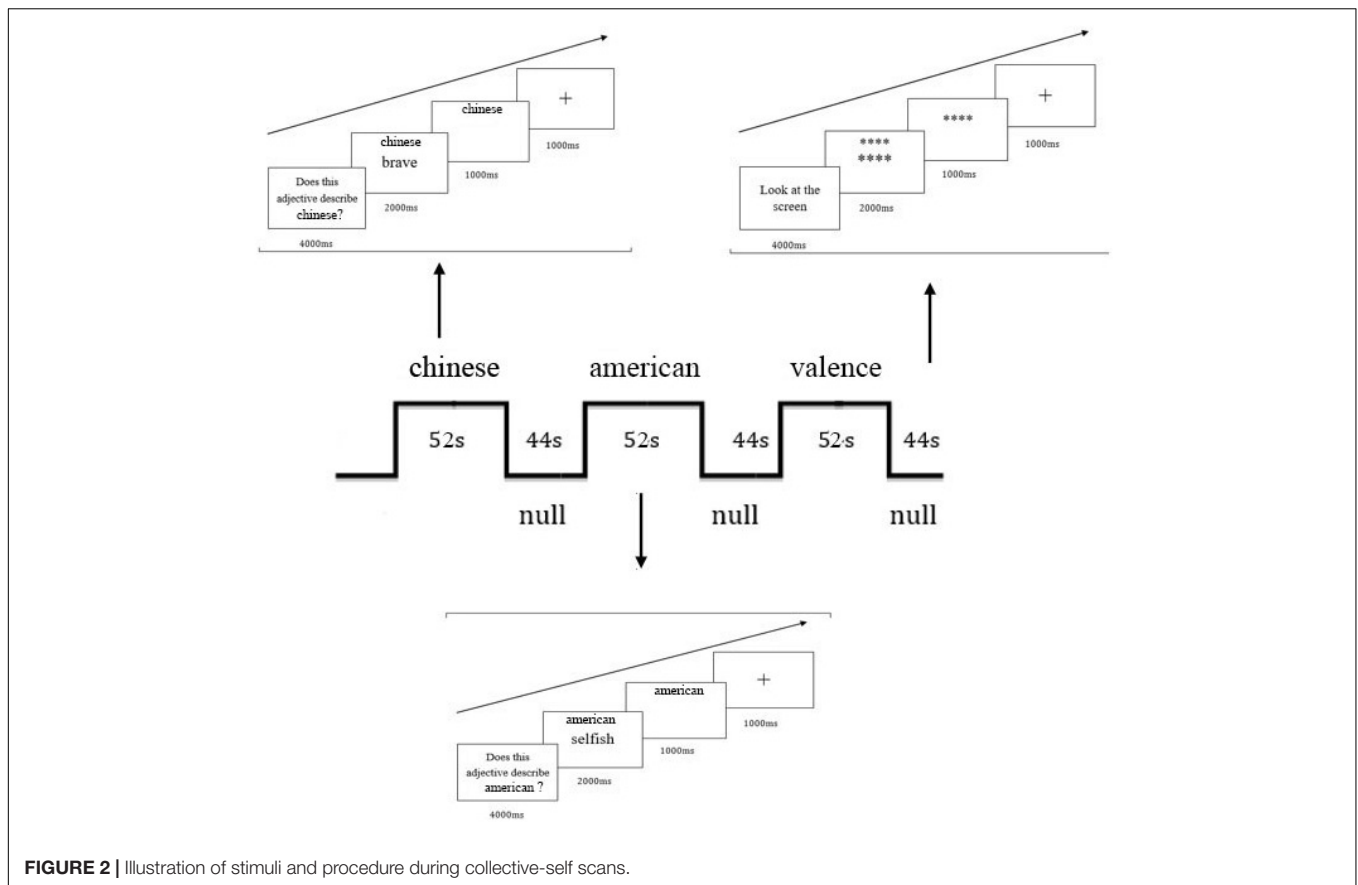 +
chinese
1000ms
chinese
brave
1000ms
Does this
adjective describe
chinese?
2000ms
4000ms
+
****
1000ms
****
****
1000ms
Look at the
screen
2000ms
4000ms
chinese american valence
52s 44s 52s 44s 52·s 44s
null null null
+
american
1000ms
american
selfish
1000ms
Does this
adjective describe
american ?
2000ms
4000ms
FIGURE 2 | Illustration of stimuli and procedure during collective-self scans.